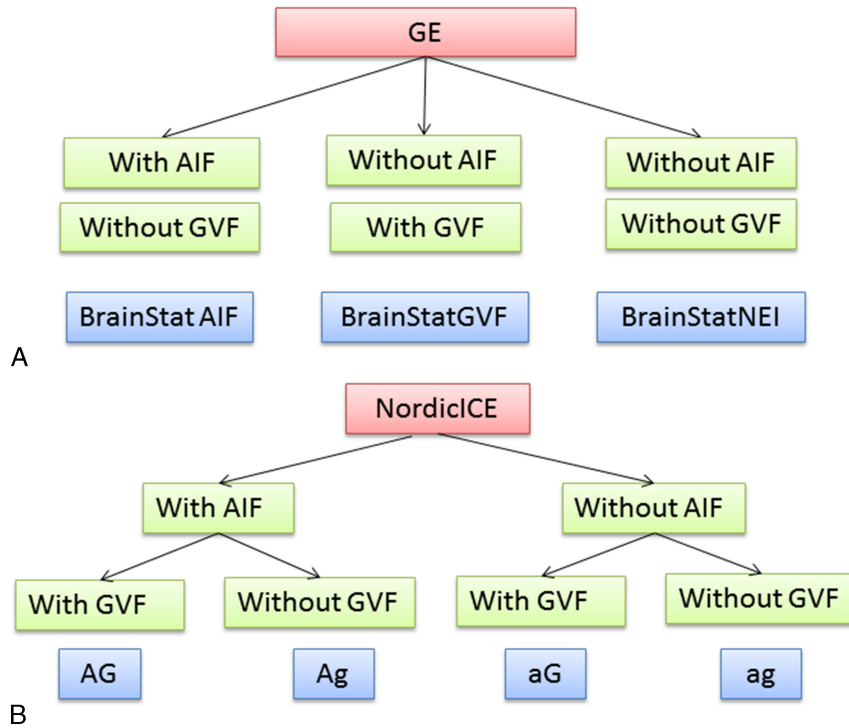 GE
With AIF
Without AIF
Without AIF
Without GVF
With GVF
Without GVF
BrainStat AIF
BrainStatGVF
BrainStatNEI
A
NordicICE
With AIF
Without AIF
With GVF
Without GVF
With GVF
Without GVF
AG
Ag
aG
ag
B